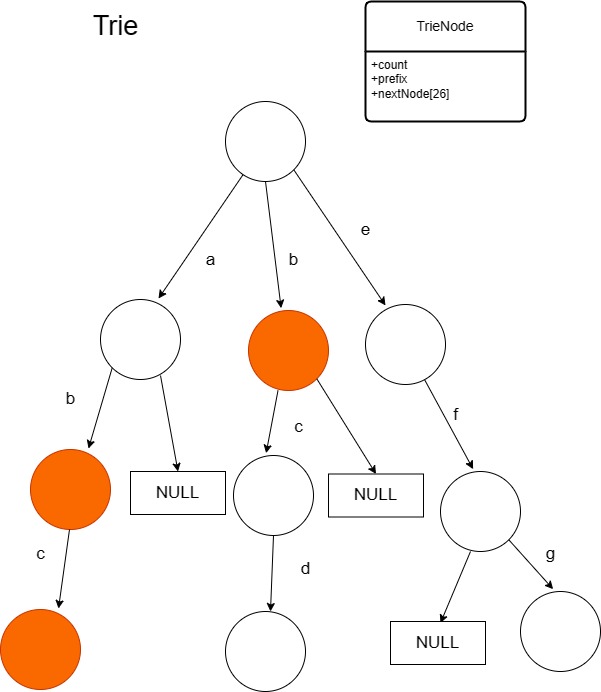 Trie
TrieNode
+count
+prefix
+nextNode[26]
a
b
e
b
c
f
NULL
NULL
c
d
g
NULL